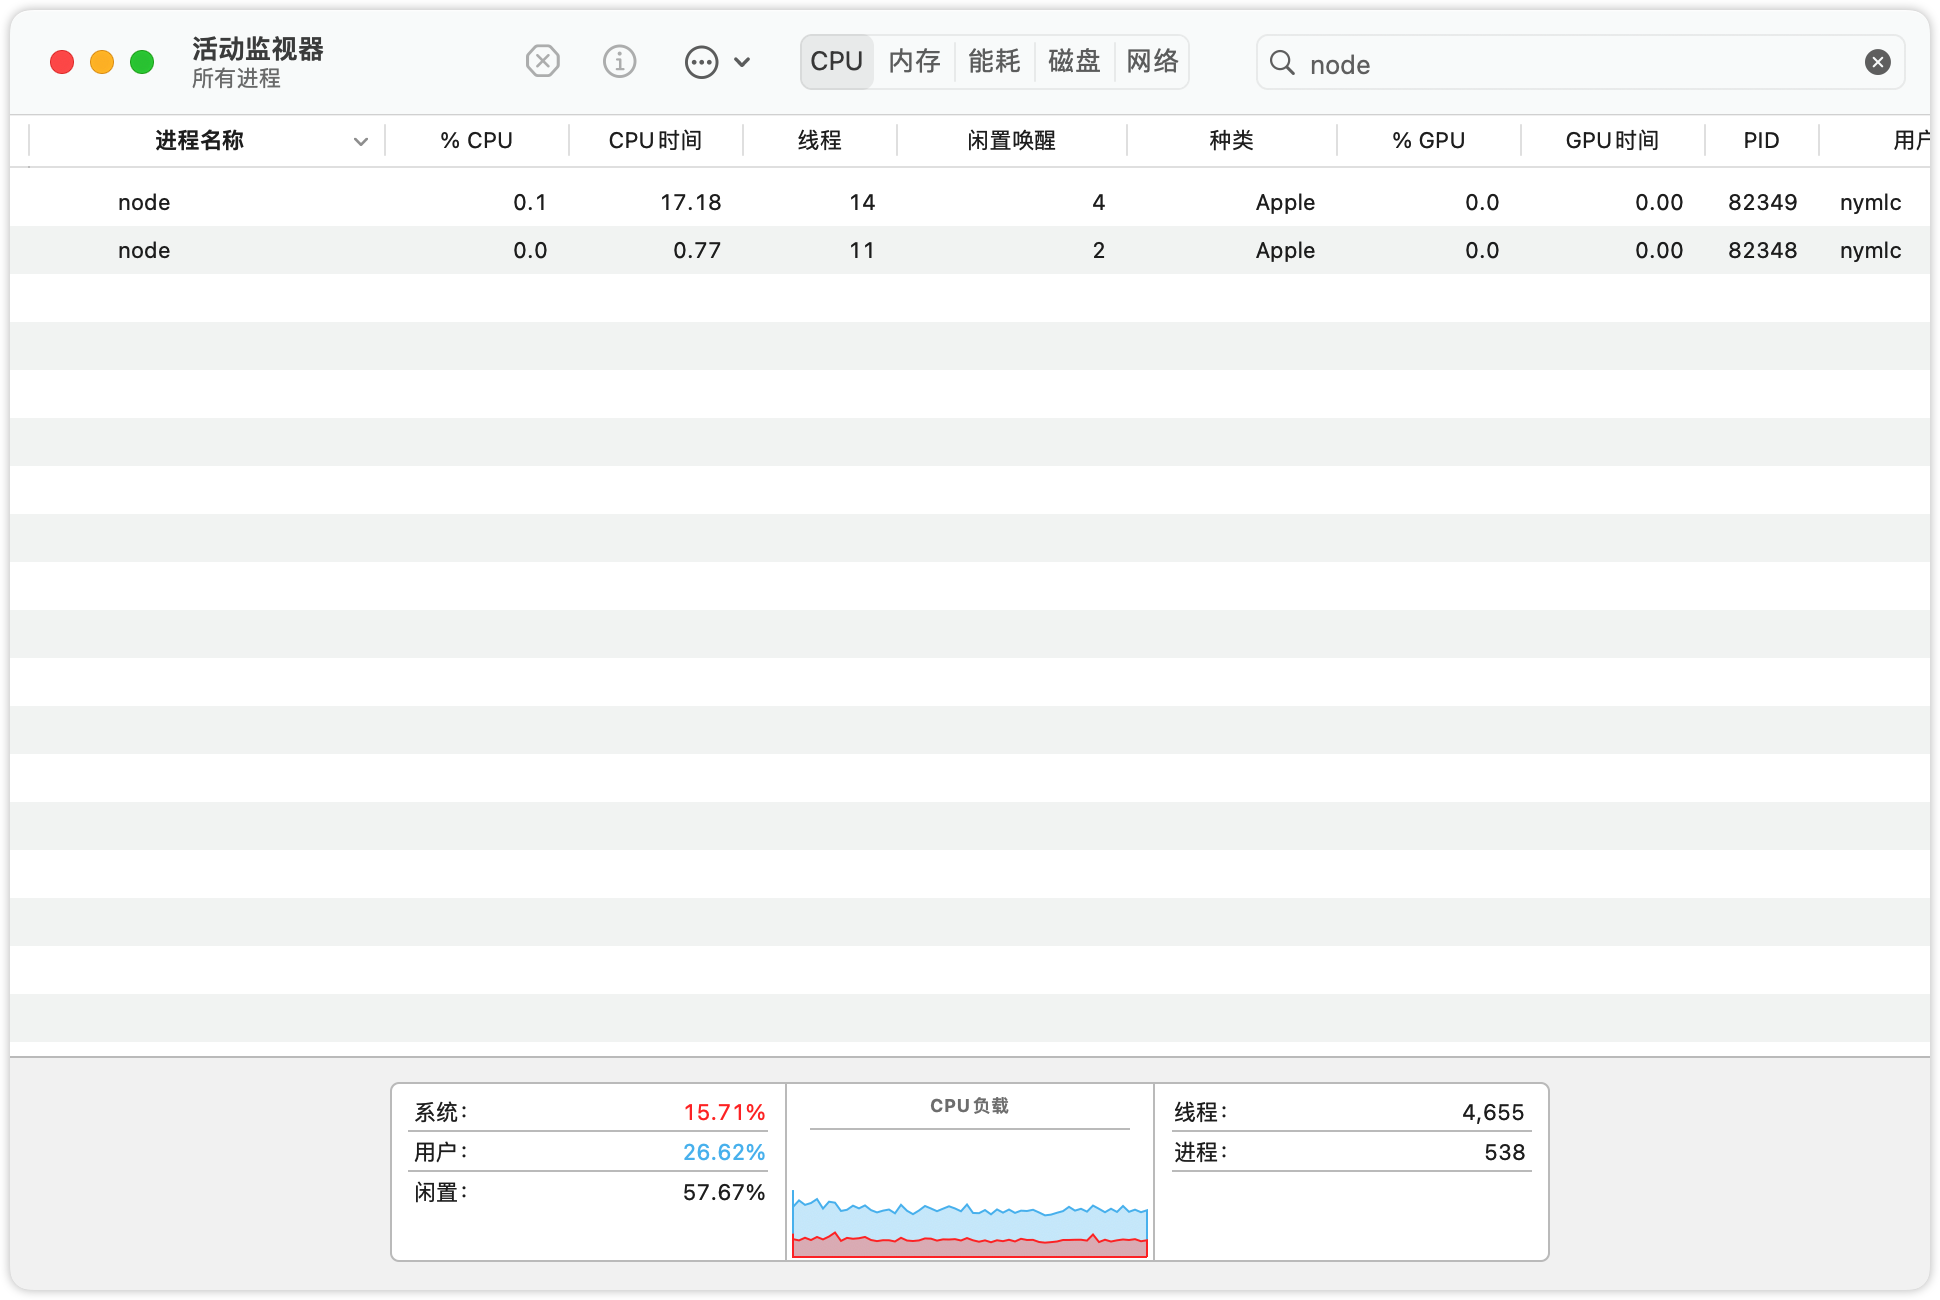 活动监视器
所有进程
CPU 内存 能耗 磁盘 网络
node
进程名称 % CPU CPU时间 线程 闲置唤醒 种类 % GPU GPU时间 PID 用户
node 0.1 17.18 14 4 Apple 0.0 0.00 82349 nymlc
node 0.0 0.77 11 2 Apple 0.0 0.00 82348 nymlc
系统: 15.71%
用户: 26.62%
闲置: 57.67%
CPU负载
线程: 4,655
进程: 538